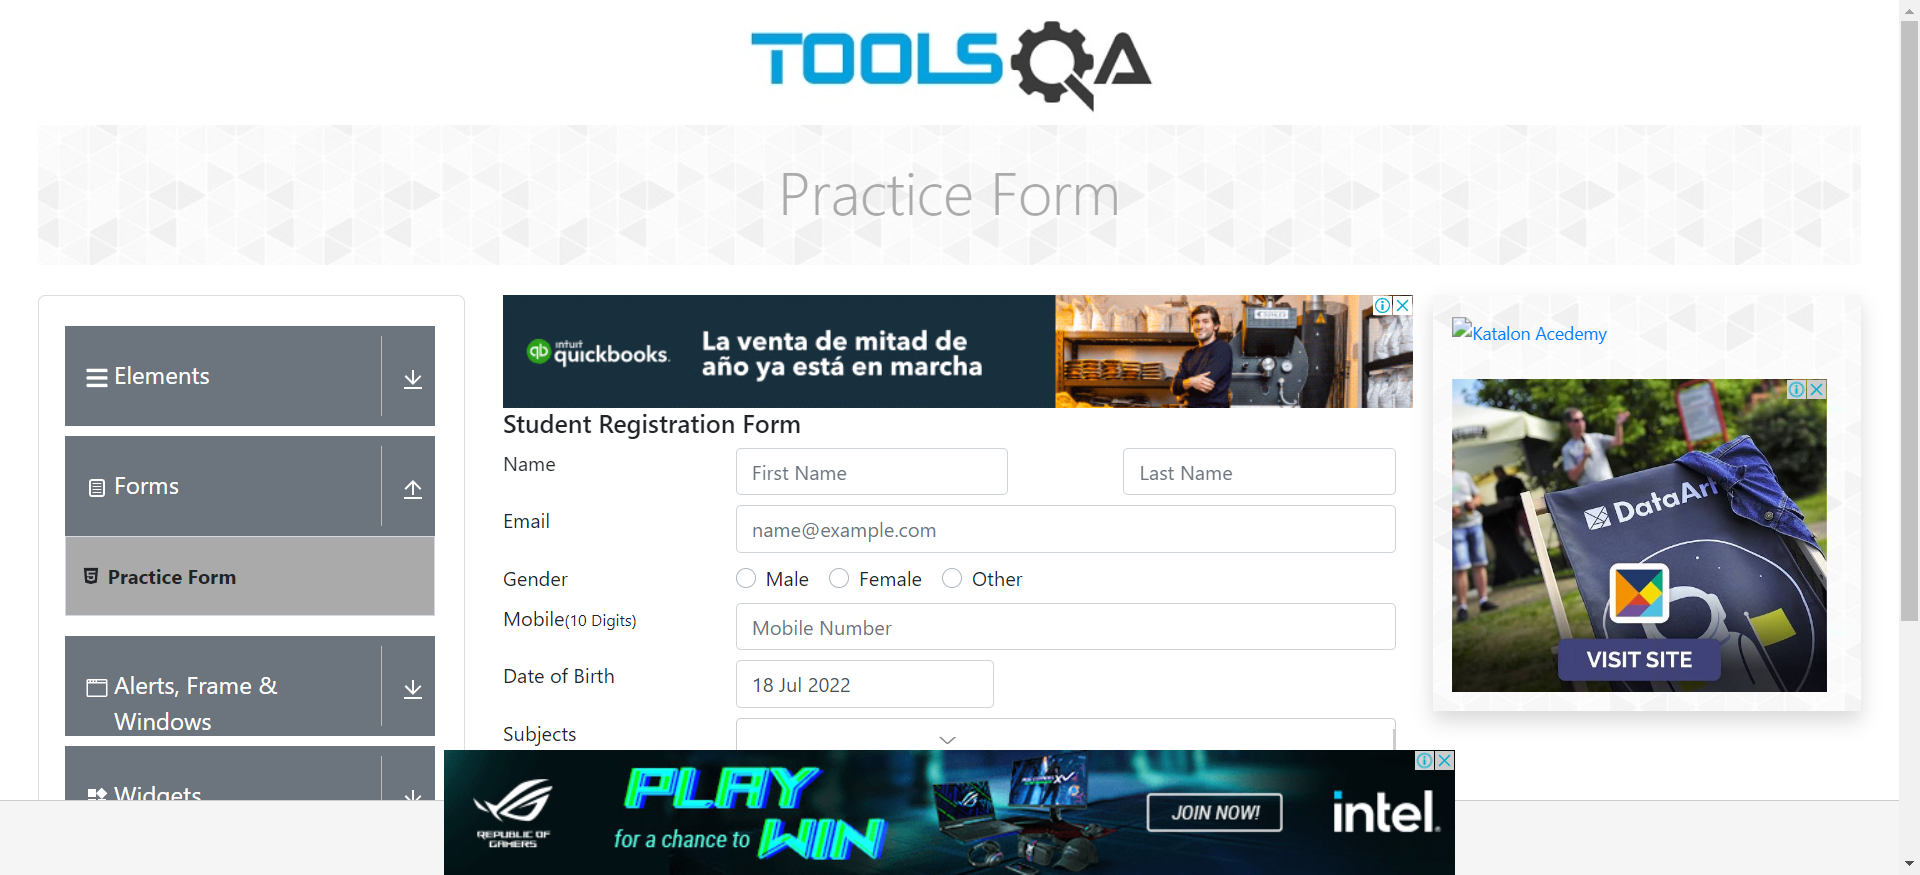 TOOLSQA
Practice Form
Elements
Forms
Practice Form
Alerts, Frame &
Windows
Widgets
intuit
quickbooks.
La venta de mitad de
año ya está en marcha
Student Registration Form
Name
First Name
Last Name
Email
name@example.com
Gender
Male
Female
Other
Mobile(10 Digits)
Mobile Number
Date of Birth
18 Jul 2022
Subjects
Katalon Acedemy
DataArt
VISIT SITE
REPUBLIC OF
GAMERS
PLAY
for a chance to WIN
JOIN NOW!
intel.